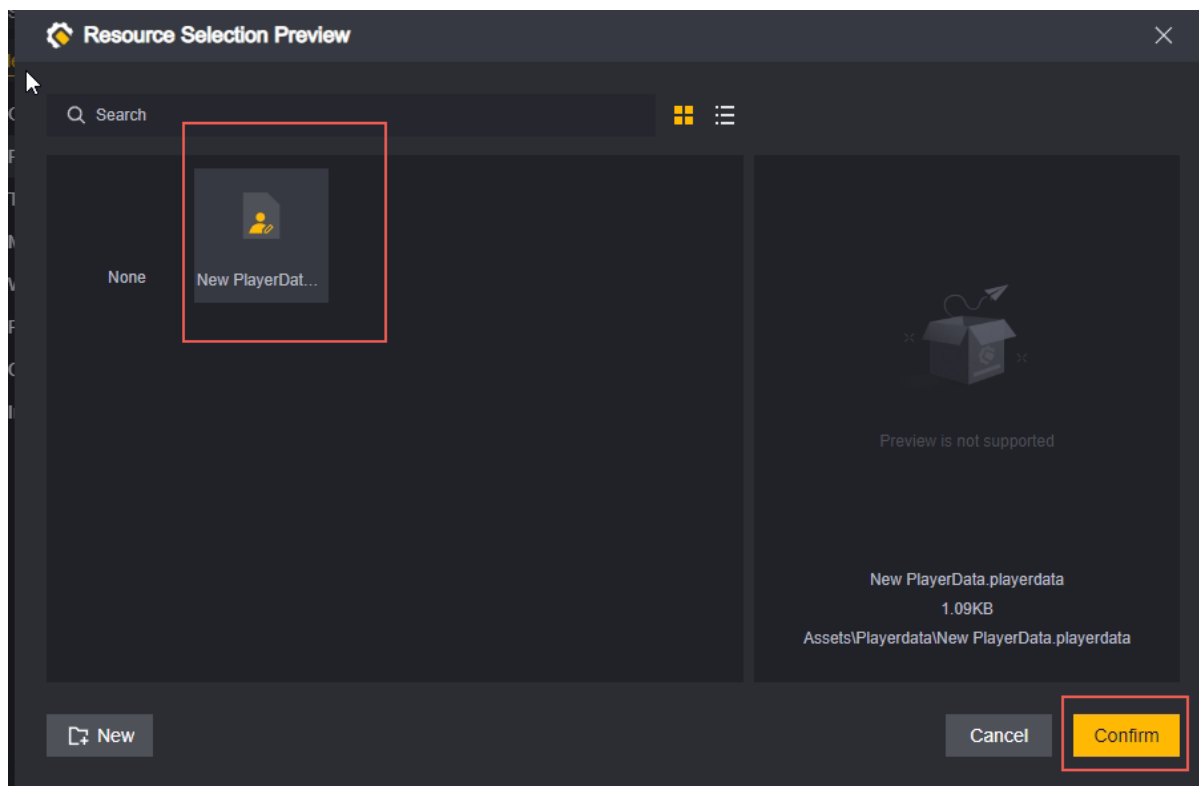 Resource Selection Preview
Search
None
New PlayerDat...
Preview is not supported
New PlayerData.playerdata
1.09KB
Assets\Playerdata\New PlayerData.playerdata
New
Cancel
Confirm